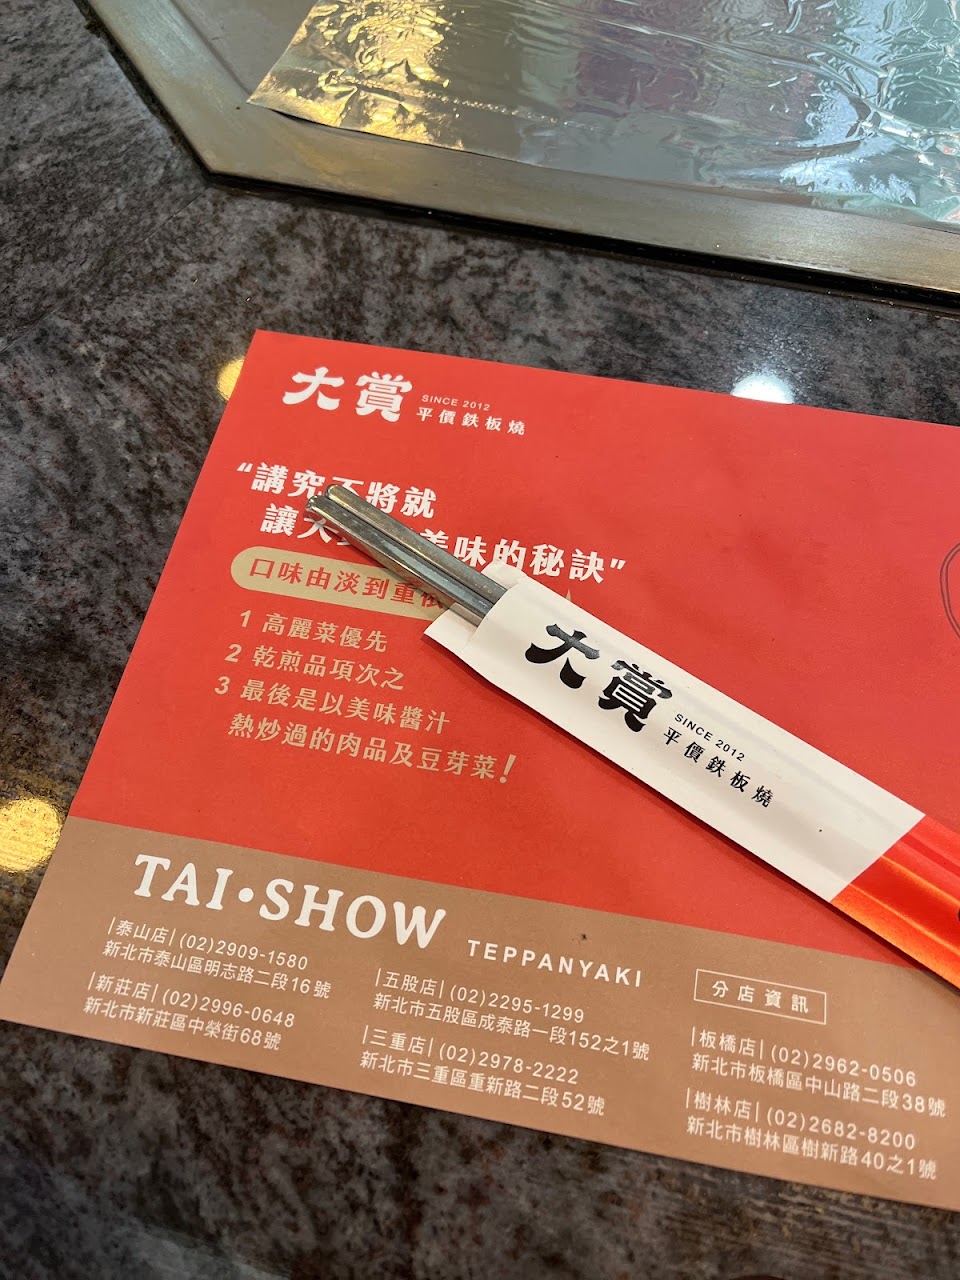 大賞
SINCE 2012
平價鉄板燒
“講究不將就
讓大 美味的秘訣”
口味由淡到重
1 高麗菜優先
2 乾煎品項次之
3 最後是以美味醬汁
熱炒過的肉品及豆芽菜！
大賞
SINCE 2012
平價鉄板燒
TAI•SHOW
TEPPANYAKI
分店資訊
|泰山店| (02)2909-1580
新北市泰山區明志路二段16號
|新莊店| (02)2996-0648
新北市新莊區中榮街68號
|五股店| (02)2295-1299
新北市五股區成泰路一段152之1號
|三重店| (02)2978-2222
新北市三重區重新路二段52號
|板橋店| (02)2962-0506
新北市板橋區中山路二段38號
|樹林店| (02)2682-8200
新北市樹林區樹新路40之1號